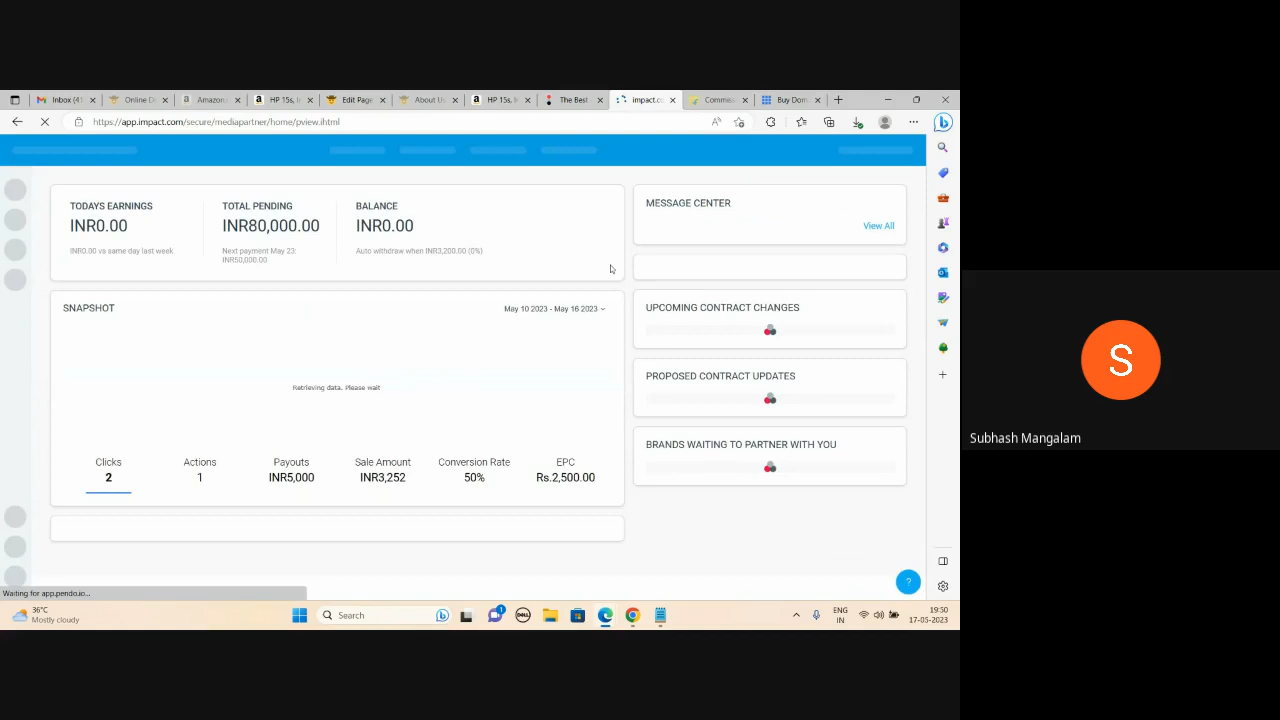 Inbox (4
Online D
Amazon
HP 15s, I
Edit Page
About U
HP 15s, I
The Best
impact.c
Commis
Buy Dom
https://app.impact.com/secure/mediapartner/home/pview.ihtml
TODAYS EARNINGS
INR0.00
INR0.00 vs same day last week
TOTAL PENDING
INR80,000.00
Next payment May 23:
INR50,000.00
BALANCE
INR0.00
Auto withdraw when INR3,200.00 (0%)
MESSAGE CENTER
View All
SNAPSHOT
May 10 2023 - May 16 2023
Retrieving data. Please wait
Clicks
2
Actions
1
Payouts
INR5,000
Sale Amount
INR3,252
Conversion Rate
50%
EPC
Rs.2,500.00
UPCOMING CONTRACT CHANGES
PROPOSED CONTRACT UPDATES
BRANDS WAITING TO PARTNER WITH YOU
?
Waiting for app.pendo.io...
36°C
Mostly cloudy
Search
1
DELL
ENG
IN
19:50
17-05-2023
S
Subhash Mangalam